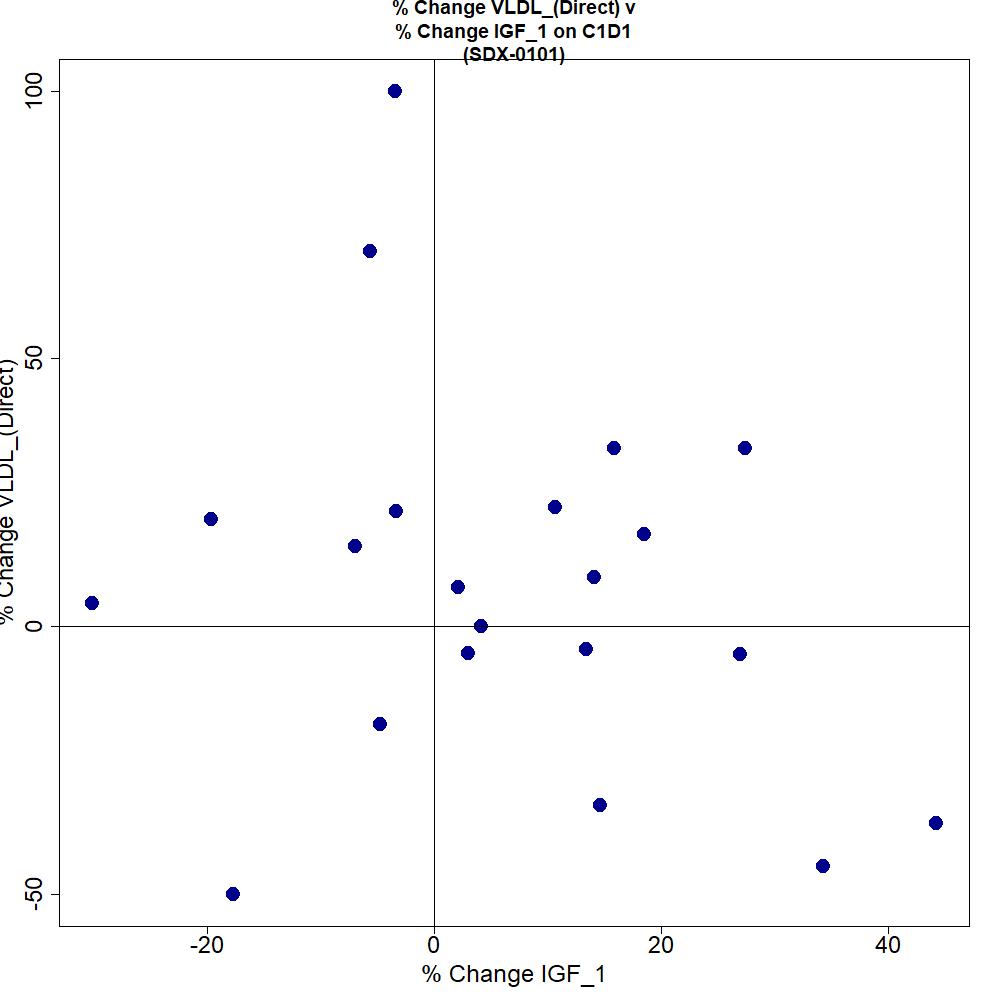 % Change VLDL_(Direct) v
% Change IGF_1 on C1D1
(SDX-0101)
% Change VLDL_(Direct)
100
50
0
-50
-20
0
20
40
% Change IGF_1